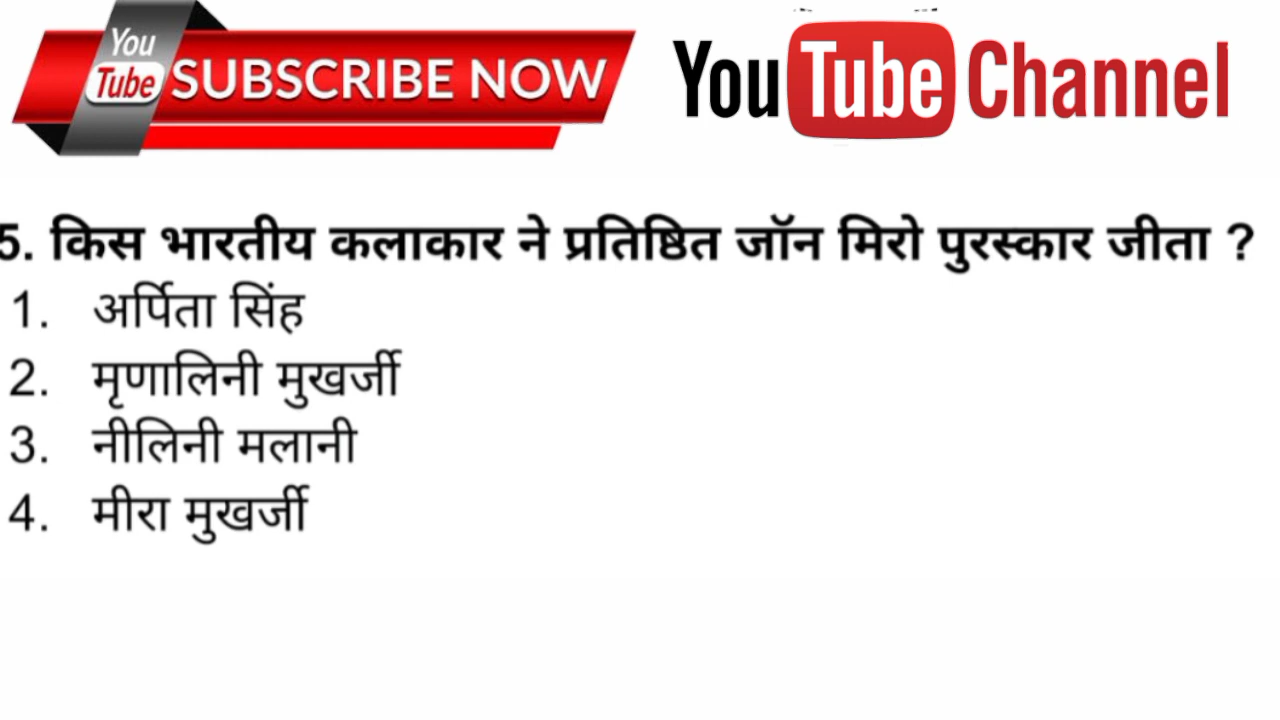 You
Tube SUBSCRIBE NOW
YouTube Channel
5. किस भारतीय कलाकार ने प्रतिष्ठित जॉन मिरो पुरस्कार जीता ?
1. अर्पिता सिंह
2. मृणालिनी मुखर्जी
3. नीलिनी मलानी
4. मीरा मुखर्जी